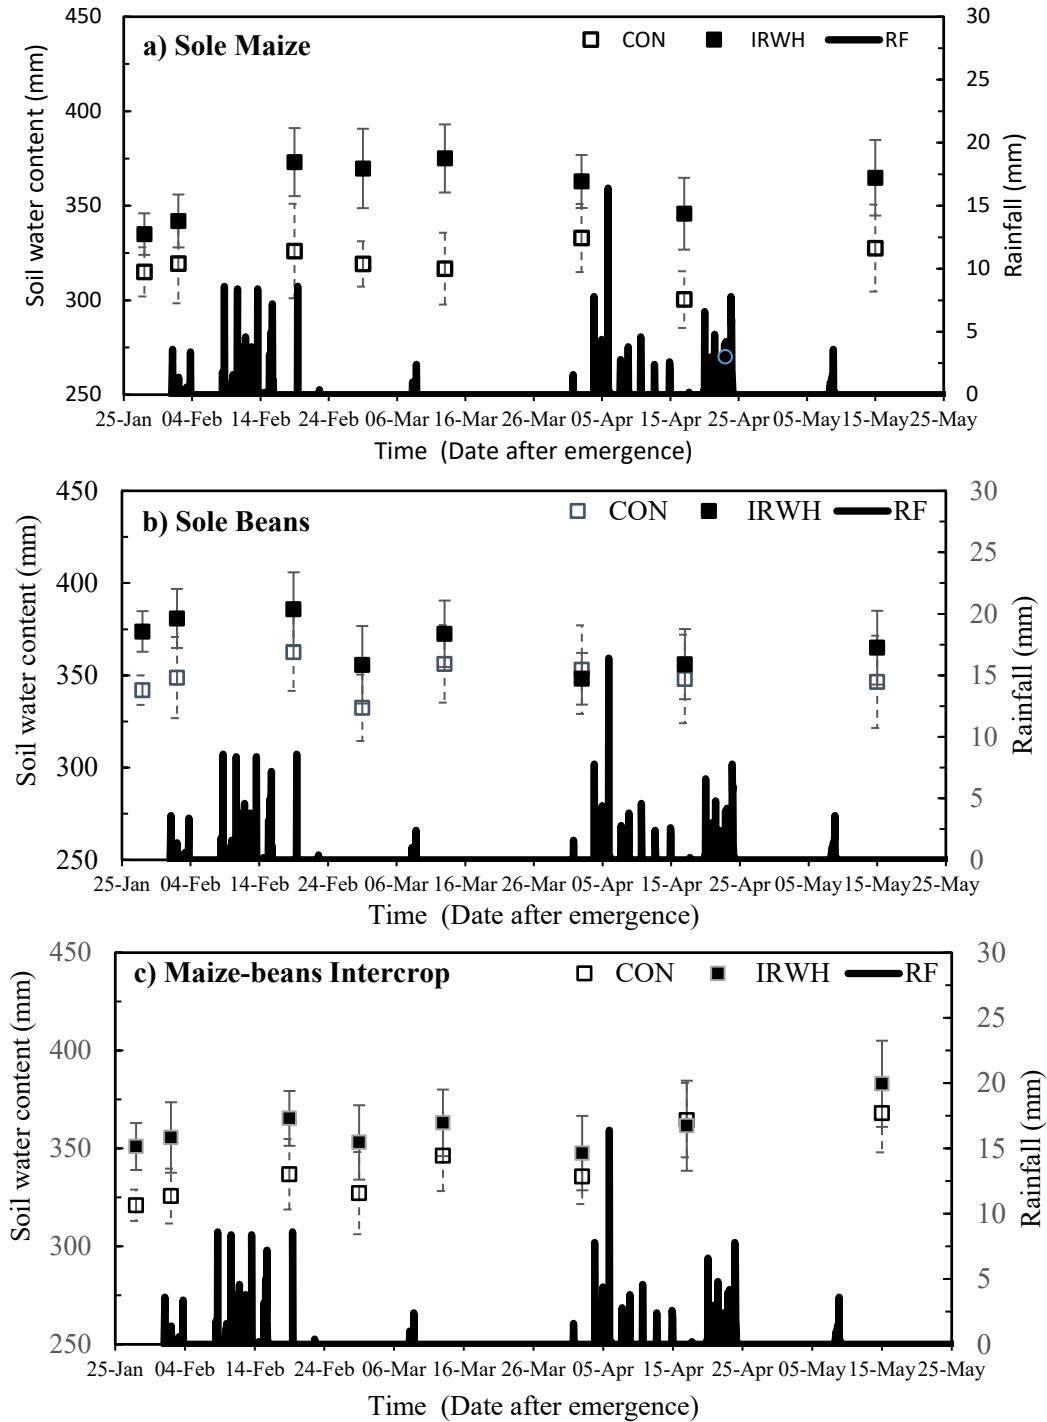 a) Sole Maize
CON IRWH RF
Soil water content (mm)
Rainfall (mm)
450
400
350
300
250
30
25
20
15
10
5
0
25-Jan 04-Feb 14-Feb 24-Feb 06-Mar 16-Mar 26-Mar 05-Apr 15-Apr 25-Apr 05-May 15-May 25-May
Time (Date after emergence)
b) Sole Beans
CON IRWH RF
Soil water content (mm)
Rainfall (mm)
450
400
350
300
250
30
25
20
15
10
5
0
25-Jan 04-Feb 14-Feb 24-Feb 06-Mar 16-Mar 26-Mar 05-Apr 15-Apr 25-Apr 05-May 15-May 25-May
Time (Date after emergence)
c) Maize-beans Intercrop
CON IRWH RF
Soil water content (mm)
Rainfall (mm)
450
400
350
300
250
30
25
20
15
10
5
0
25-Jan 04-Feb 14-Feb 24-Feb 06-Mar 16-Mar 26-Mar 05-Apr 15-Apr 25-Apr 05-May 15-May 25-May
Time (Date after emergence)